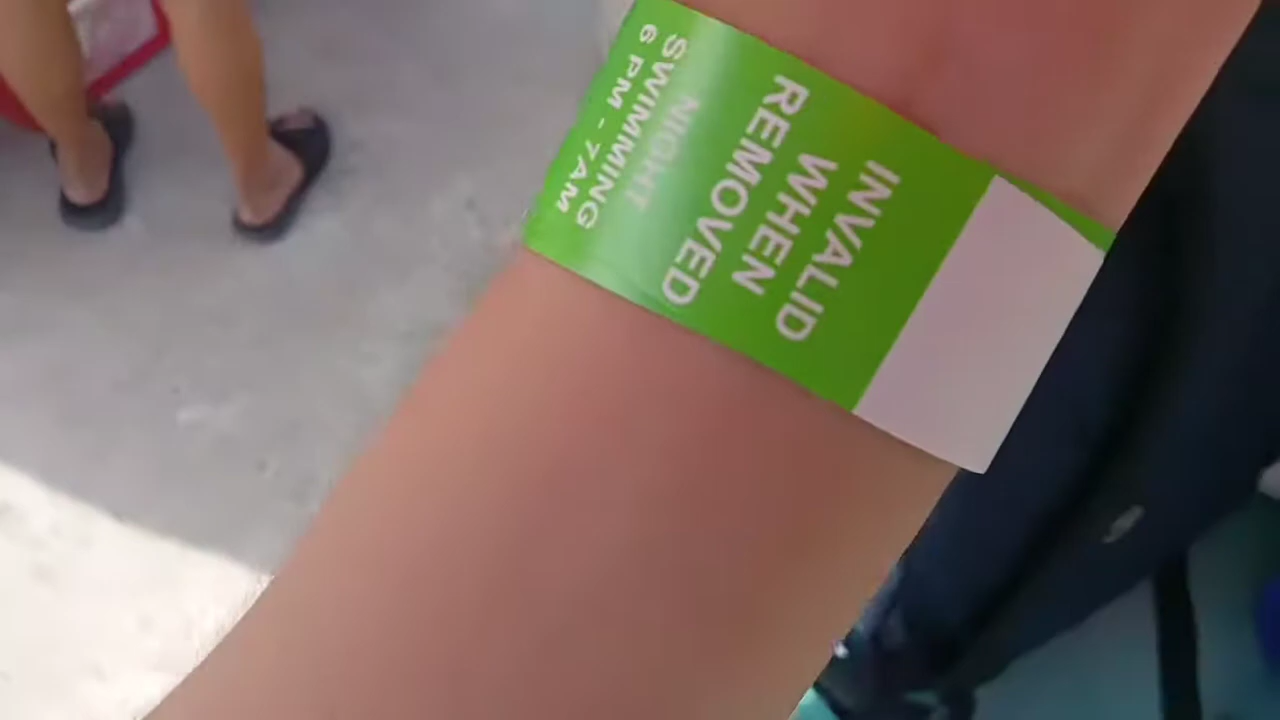 NIGHT
SWIMMING
6 PM - 7AM
INVALID
WHEN
REMOVED